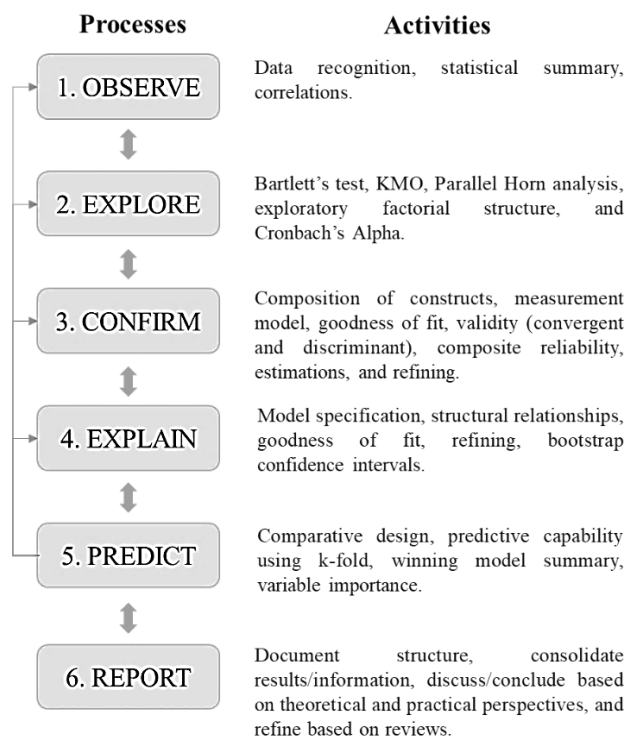 Processes
Activities
1. OBSERVE
Data recognition, statistical summary,
correlations.
2. EXPLORE
Bartlett's test, KMO, Parallel Horn analysis,
exploratory factorial structure, and
Cronbach's Alpha.
3. CONFIRM
Composition of constructs, measurement
model, goodness of fit, validity (convergent
and discriminant), composite reliability,
estimations, and refining.
4. EXPLAIN
Model specification, structural relationships,
goodness of fit, refining, bootstrap
confidence intervals.
5. PREDICT
Comparative design, predictive capability
using k-fold, winning model summary,
variable importance.
6. REPORT
Document structure, consolidate
results/information, discuss/conclude based
on theoretical and practical perspectives, and
refine based on reviews.